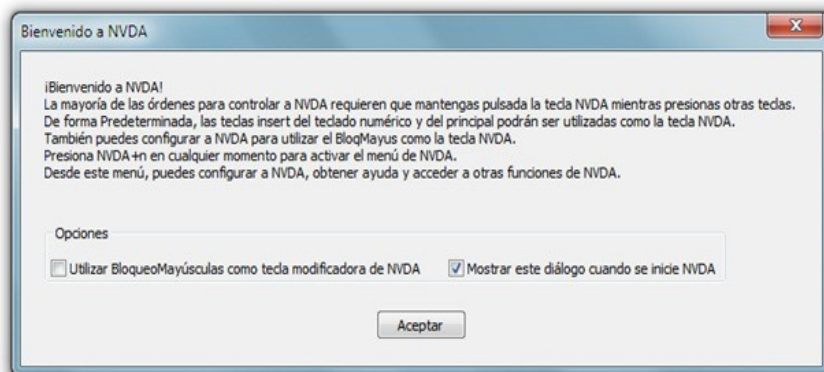 Bienvenido a NVDA
¡Bienvenido a NVDA!
La mayoría de las órdenes para controlar a NVDA requieren que mantengas pulsada la tecla NVDA mientras presionas otras teclas.
De forma Predeterminada, las teclas insert del teclado numérico y del principal podrán ser utilizadas como la tecla NVDA.
También puedes configurar a NVDA para utilizar el BloqMayus como la tecla NVDA.
Presiona NVDA+n en cualquier momento para activar el menú de NVDA.
Desde este menú, puedes configurar a NVDA, obtener ayuda y acceder a otras funciones de NVDA.
Opciones
Utilizar BloqueoMayúsculas como tecla modificadora de NVDA Mostrar este diálogo cuando se inicie NVDA
Aceptar